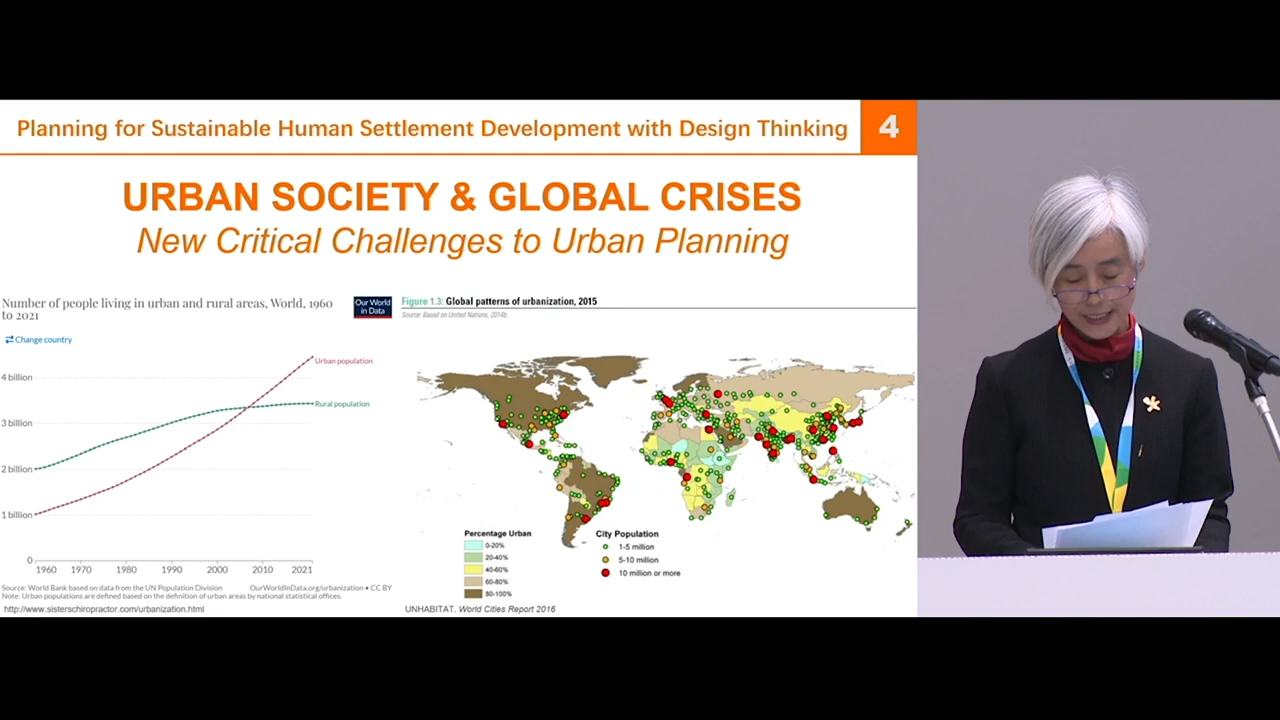 Planning for Sustainable Human Settlement Development with Design Thinking
4
URBAN SOCIETY & GLOBAL CRISES
New Critical Challenges to Urban Planning
Number of people living in urban and rural areas, World, 1960
to 2021
Our World
in Data
Change country
Urban population
4 billion
Rural population
3 billion
2 billion
1 billion
0
1960 1970 1980 1990 2000 2010 2021
Source: World Bank based on data from the UN Population Division OurWorldInData.org/urbanization • CC BY
Note: Urban populations are defined based on the definition of urban areas by national statistical offices.
http://www.sisterschiropractor.com/urbanization.html
Figure 1.3: Global patterns of urbanization, 2015
Source: Based on United Nations, 2014b.
Percentage Urban
0-20%
20-40%
40-60%
60-80%
80-100%
City Population
1-5 million
5-10 million
10 million or more
UNHABITAT. World Cities Report 2016